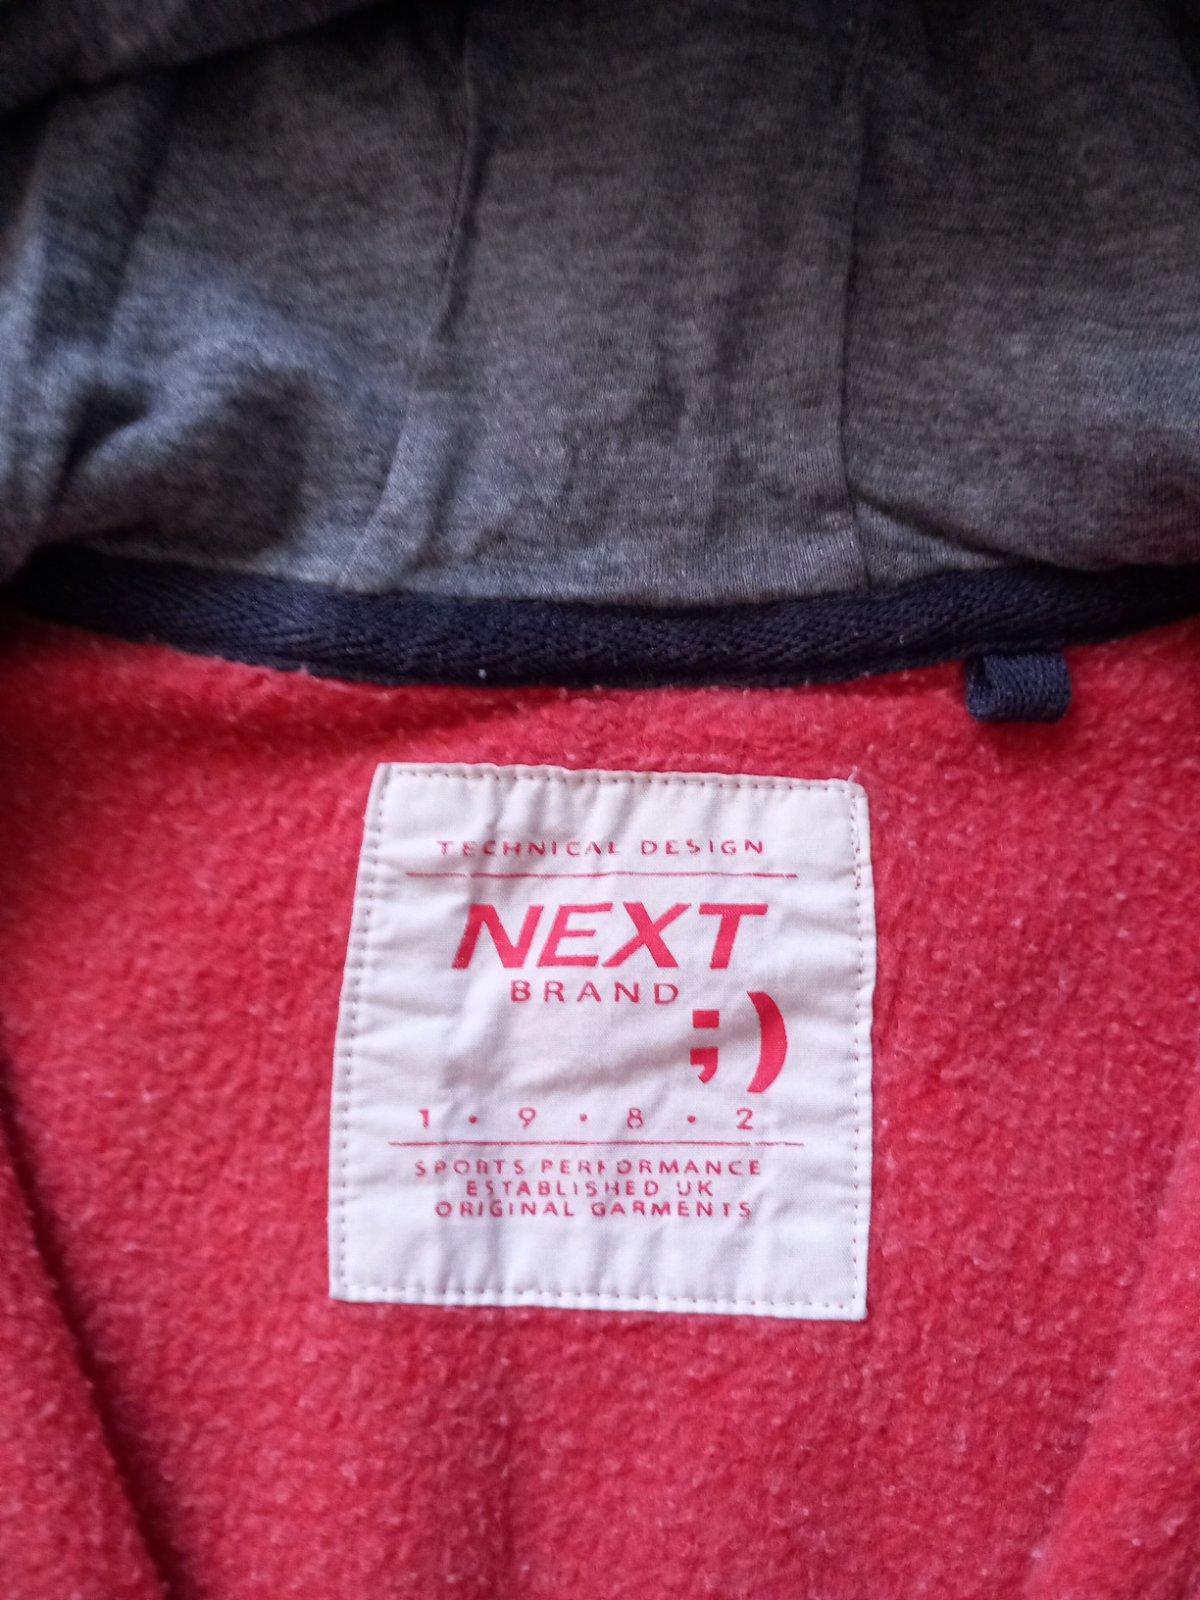 TECHNICAL DESIGN
NEXT
BRAND
;)
1 · 9 · 8 · 2
SPORTS PERFORMANCE
ESTABLISHED UK
ORIGINAL GARMENTS